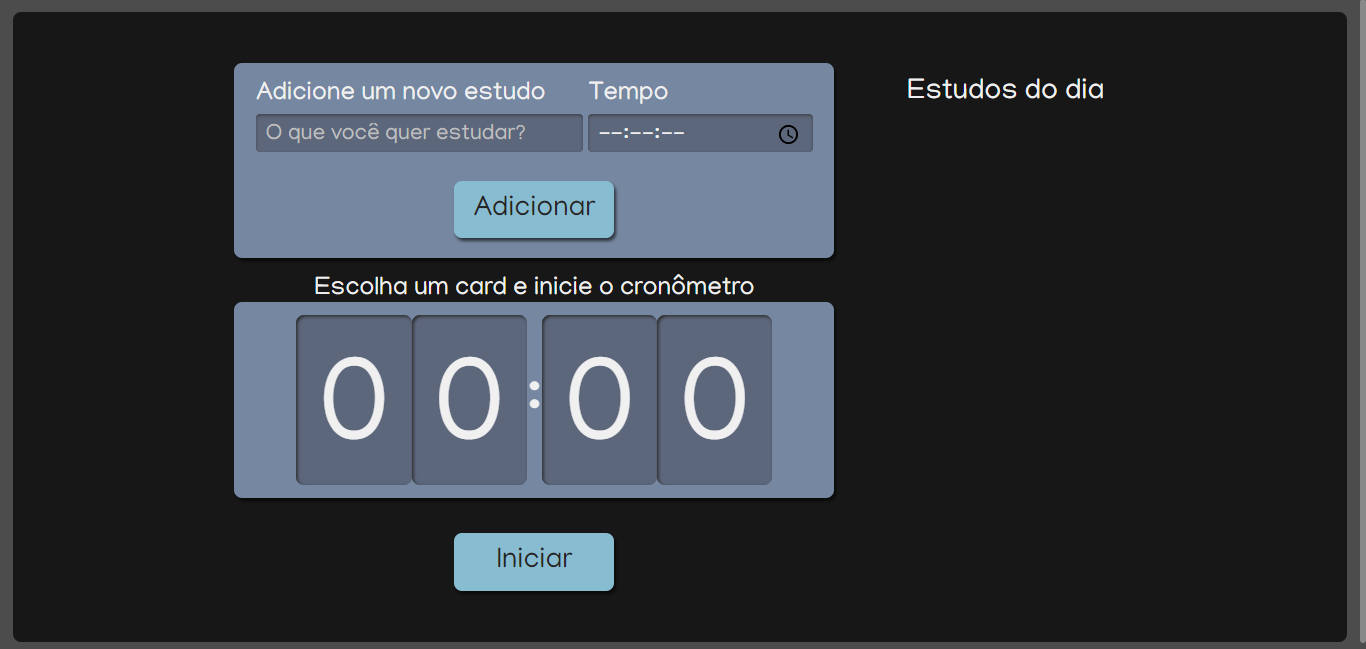 Adicione um novo estudo
Tempo
O que você quer estudar?
--:--:--
Adicionar
Escolha um card e inicie o cronômetro
00:00
Iniciar
Estudos do dia